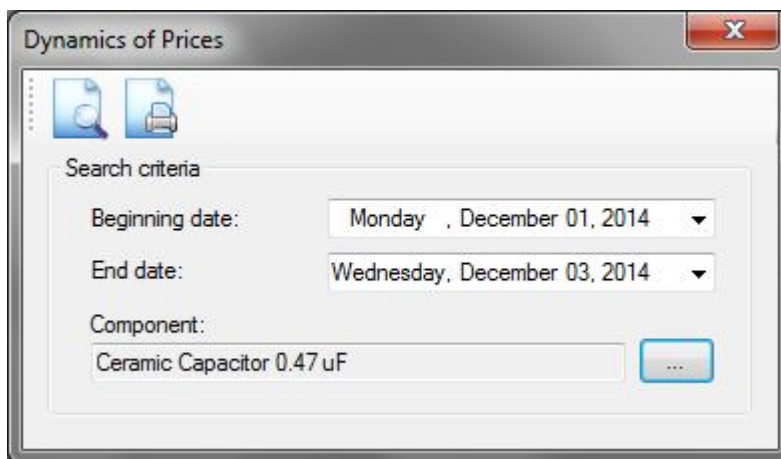 Dynamics of Prices
Search criteria
Beginning date: Monday , December 01, 2014
End date: Wednesday, December 03, 2014
Component:
Ceramic Capacitor 0.47 uF ...